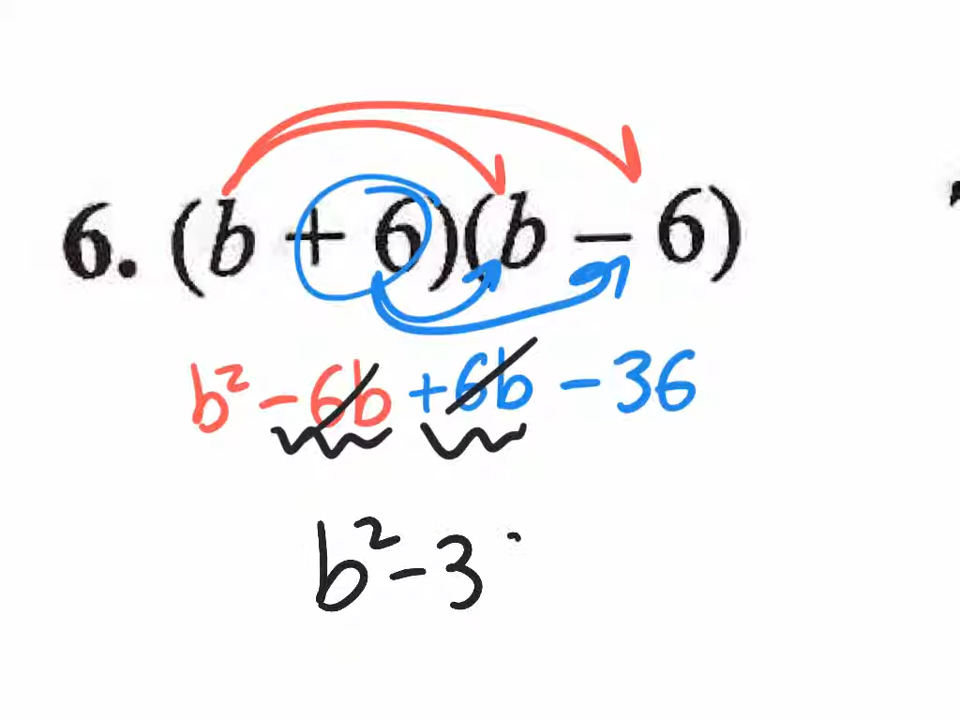 6. (b + 6)(b − 6)
b² − 6b + 6b − 36
b² − 3